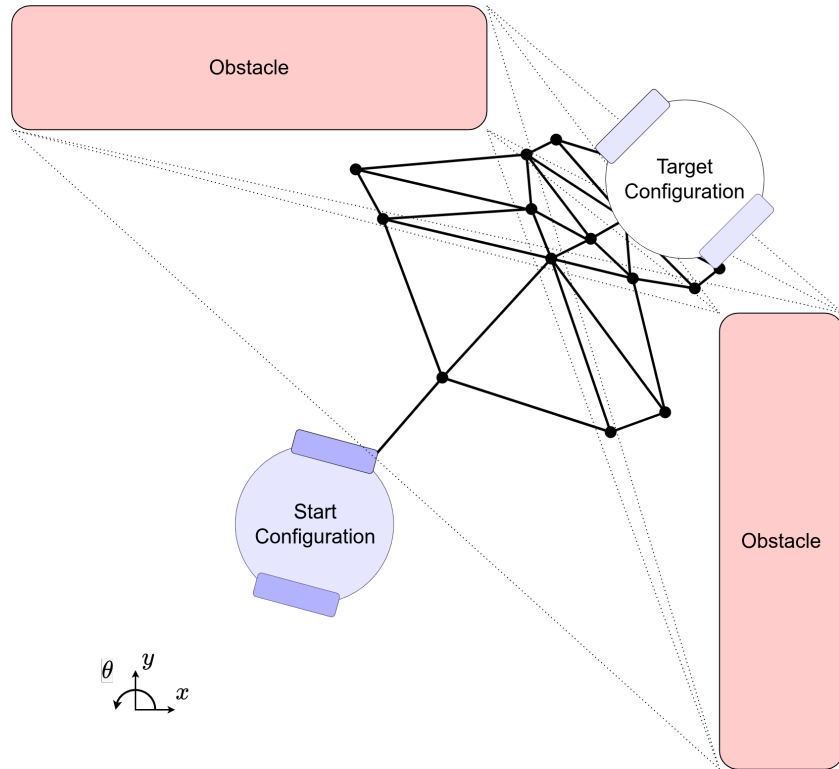 Obstacle
Target
Configuration
Start
Configuration
Obstacle
θ
y
x